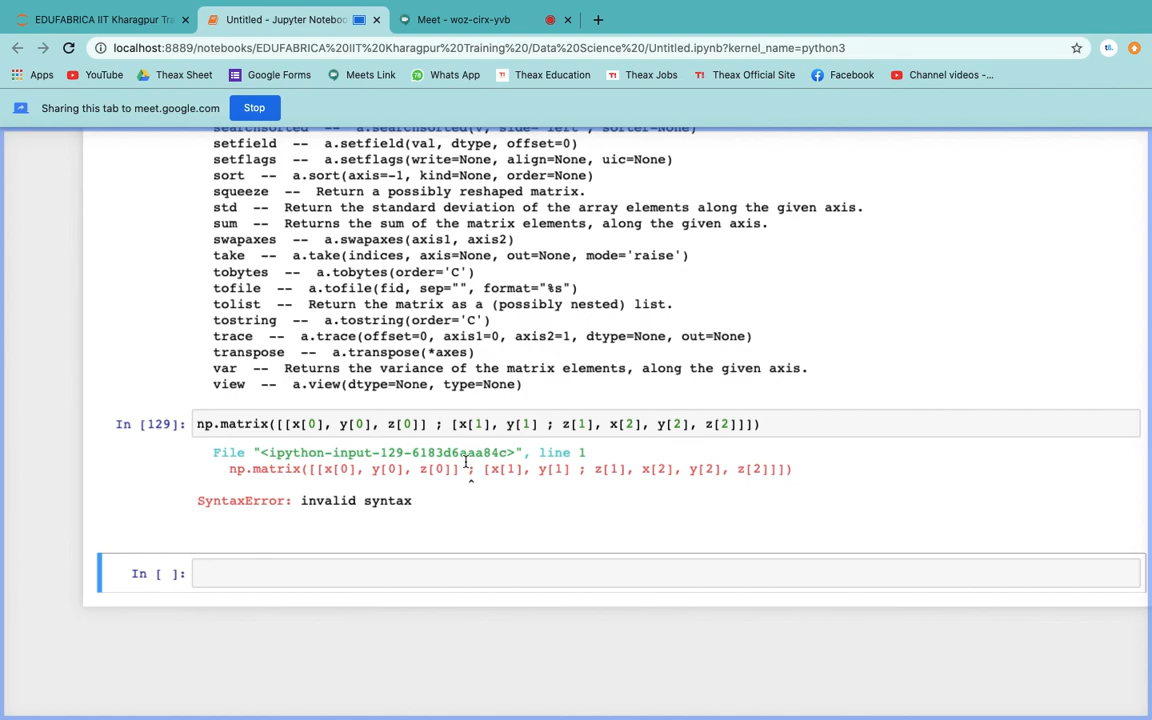 EDUFABRICA IIT Kharagpur Tra
Untitled - Jupyter Noteboo
Meet - woz-cirx-yvb
localhost:8889/notebooks/EDUFABRICA%20IIT%20Kharagpur%20Training%20/Data%20Science%20/Untitled.ipynb?kernel_name=python3
Apps YouTube Theax Sheet Google Forms Meets Link Whats App Theax Education Theax Jobs Theax Official Site Facebook Channel videos -...
Sharing this tab to meet.google.com Stop
searchsorted -- a.searchsorted(v, side='left', sorter=None)
setfield -- a.setfield(val, dtype, offset=0)
setflags -- a.setflags(write=None, align=None, uic=None)
sort -- a.sort(axis=-1, kind=None, order=None)
squeeze -- Return a possibly reshaped matrix.
std -- Return the standard deviation of the array elements along the given axis.
sum -- Returns the sum of the matrix elements, along the given axis.
swapaxes -- a.swapaxes(axis1, axis2)
take -- a.take(indices, axis=None, out=None, mode='raise')
tobytes -- a.tobytes(order='C')
tofile -- a.tofile(fid, sep="", format="%s")
tolist -- Return the matrix as a (possibly nested) list.
tostring -- a.tostring(order='C')
trace -- a.trace(offset=0, axis1=0, axis2=1, dtype=None, out=None)
transpose -- a.transpose(*axes)
var -- Returns the variance of the matrix elements, along the given axis.
view -- a.view(dtype=None, type=None)
In [129]: np.matrix([[x[0], y[0], z[0]] ; [x[1], y[1] ; z[1], x[2], y[2], z[2]]])
File "<ipython-input-129-6183d6aaa84c>", line 1
np.matrix([[x[0], y[0], z[0]] ; [x[1], y[1] ; z[1], x[2], y[2], z[2]]])
^
SyntaxError: invalid syntax
In [ ]: